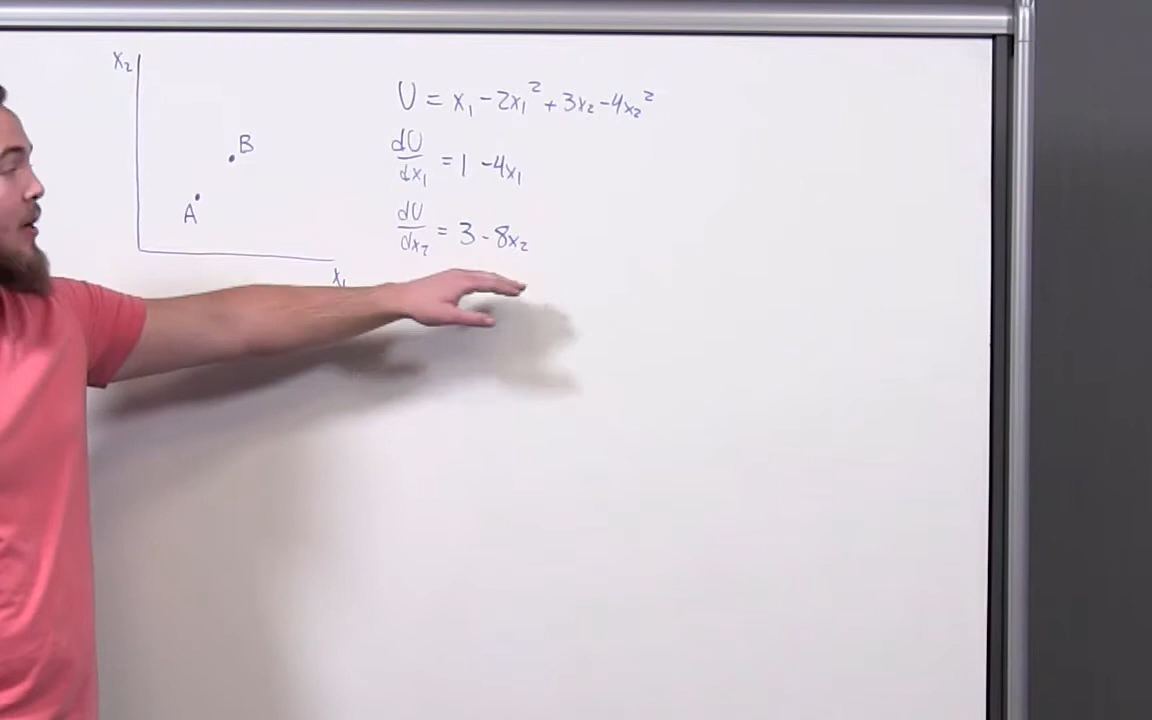 x₂
B
A
x₁
U = x₁ - 2x₁² + 3x₂ - 4x₂²
dU/dx₁ = 1 - 4x₁
dU/dx₂ = 3 - 8x₂